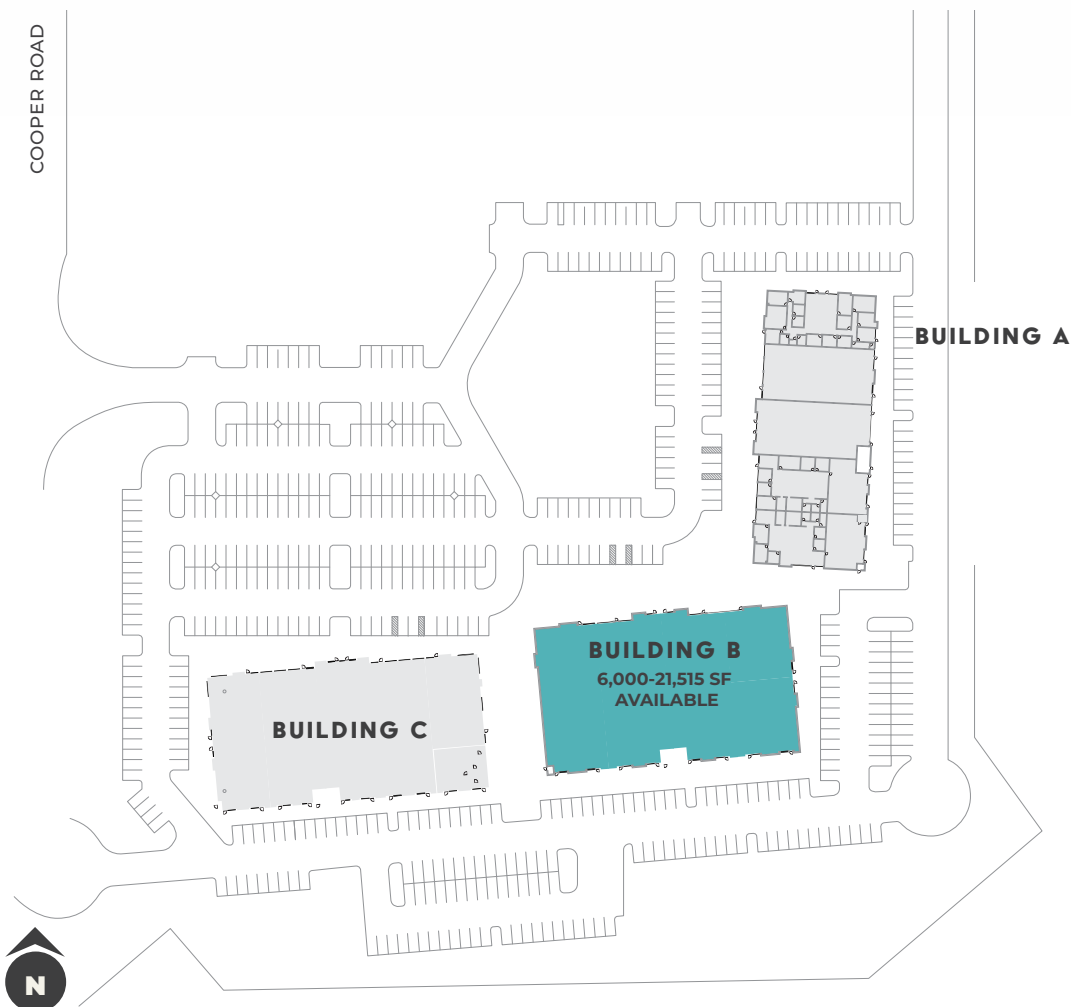 COOPER ROAD
BUILDING A
BUILDING B
6,000-21,515 SF
AVAILABLE
BUILDING C
N